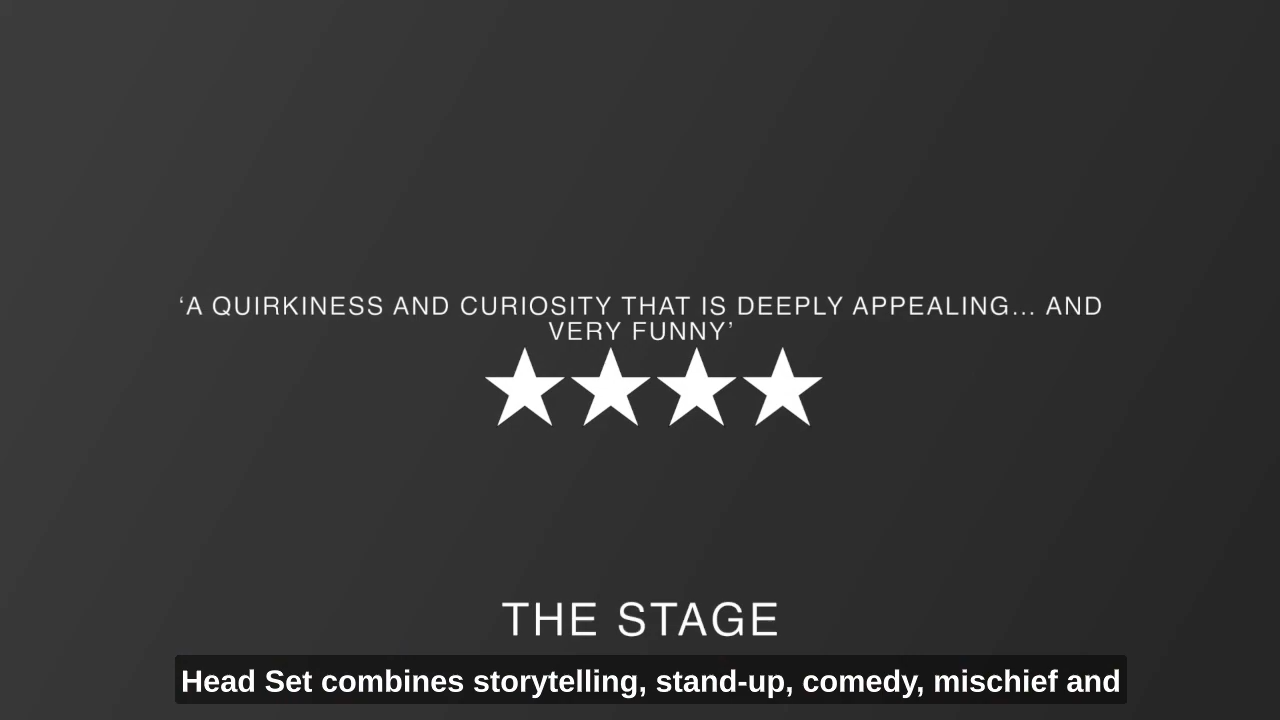 ‘A QUIRKINESS AND CURIOSITY THAT IS DEEPLY APPEALING... AND
VERY FUNNY’
THE STAGE
Head Set combines storytelling, stand-up, comedy, mischief and